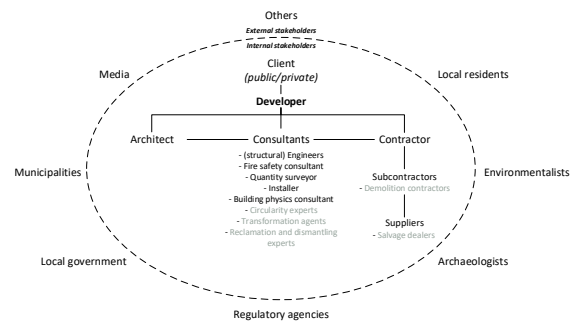 Others
External stakeholders
Internal stakeholders
Client
(public/private)
Media
Local residents
Developer
Architect
Consultants
Contractor
- (structural) Engineers
- Fire safety consultant
- Quantity surveyor
- Installer
- Building physics consultant
- Circularity experts
- Transformation agents
- Reclamation and dismantling
experts
Subcontractors
- Demolition contractors
Suppliers
- Salvage dealers
Municipalities
Environmentalists
Local government
Archaeologists
Regulatory agencies